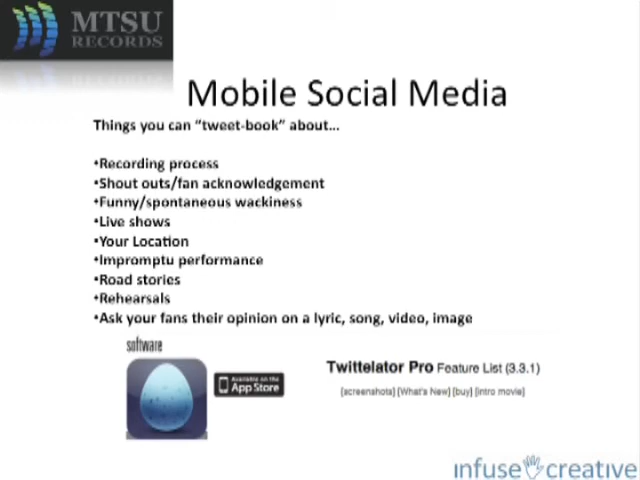 MTSU
RECORDS
Mobile Social Media
Things you can “tweet-book” about...
•Recording process
•Shout outs/fan acknowledgement
•Funny/spontaneous wackiness
•Live shows
•Your Location
•Impromptu performance
•Road stories
•Rehearsals
•Ask your fans their opinion on a lyric, song, video, image
software
Available on the
App Store
Twittelator Pro Feature List (3.3.1)
[screenshots] [What's New] [buy] [intro movie]
infuse creative